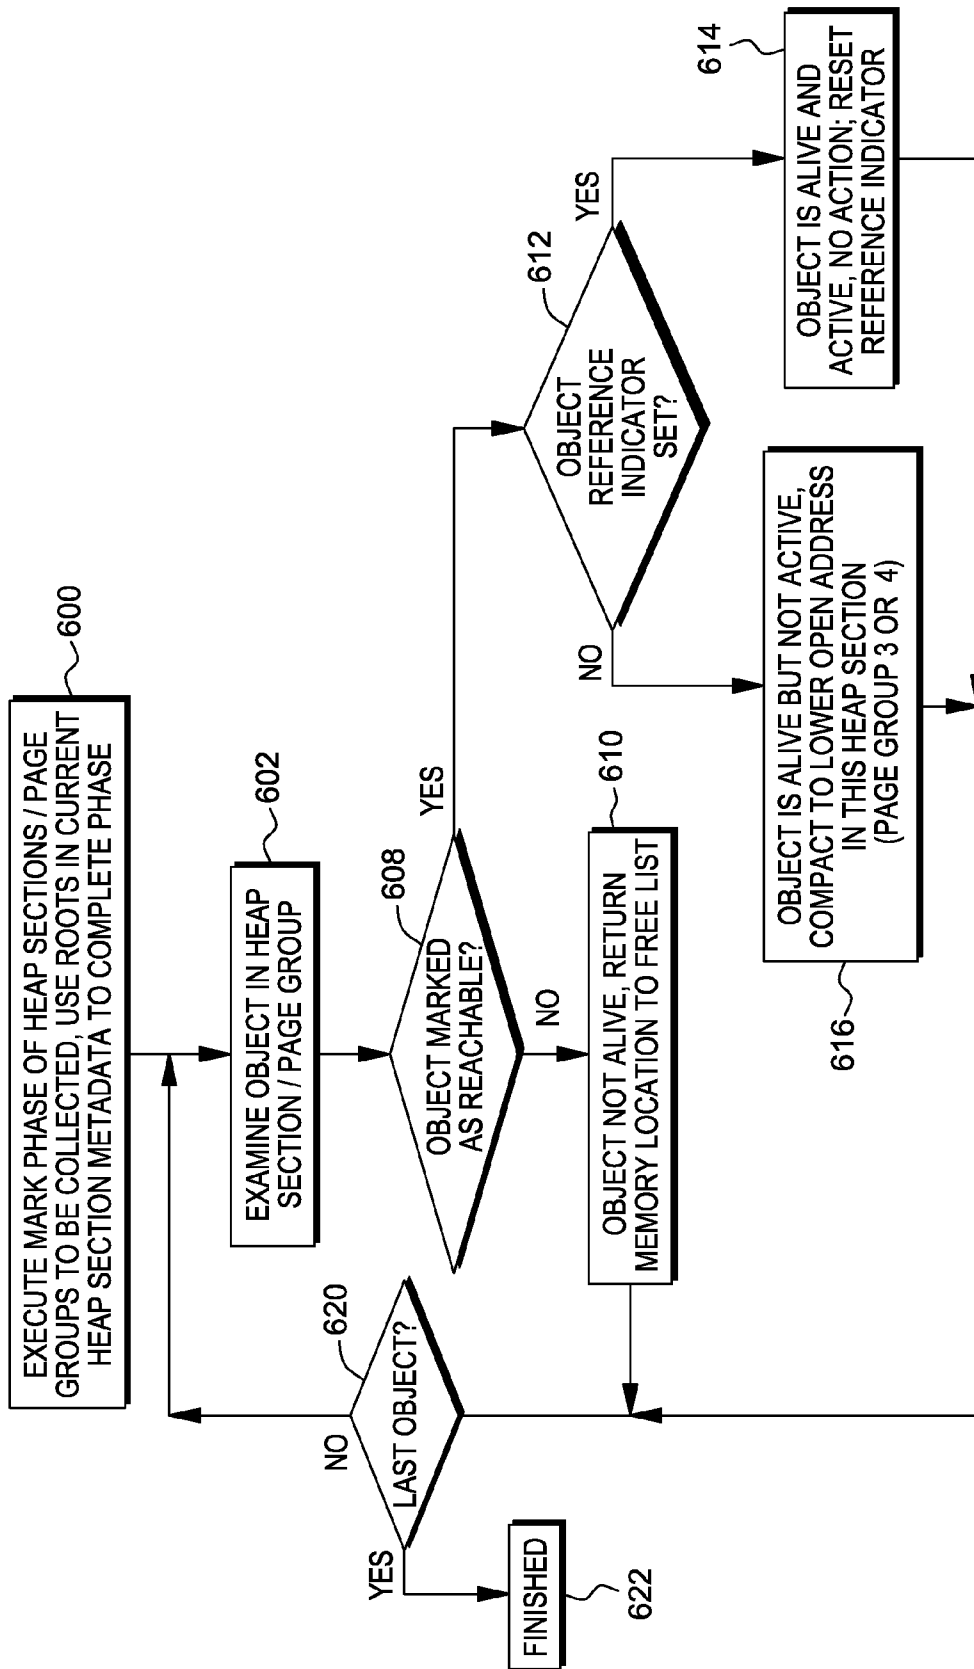 EXECUTE MARK PHASE OF HEAP SECTIONS / PAGE
GROUPS TO BE COLLECTED, USE ROOTS IN CURRENT
HEAP SECTION METADATA TO COMPLETE PHASE
600
EXAMINE OBJECT IN HEAP
SECTION / PAGE GROUP
602
OBJECT MARKED
AS REACHABLE?
608
YES
NO
OBJECT NOT ALIVE, RETURN
MEMORY LOCATION TO FREE LIST
610
OBJECT
REFERENCE
INDICATOR
SET?
612
YES
NO
OBJECT IS ALIVE AND
ACTIVE, NO ACTION; RESET
REFERENCE INDICATOR
614
OBJECT IS ALIVE BUT NOT ACTIVE,
COMPACT TO LOWER OPEN ADDRESS
IN THIS HEAP SECTION
(PAGE GROUP 3 OR 4)
616
LAST OBJECT?
620
NO
YES
FINISHED
622